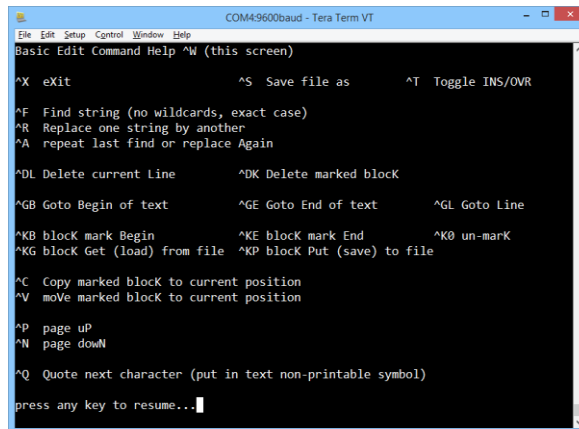 COM4:9600baud - Tera Term VT
File Edit Setup Control Window Help
Basic Edit Command Help ^W (this screen)
^X eXit ^S Save file as ^T Toggle INS/OVR
^F Find string (no wildcards, exact case)
^R Replace one string by another
^A repeat last find or replace Again
^DL Delete current Line ^DK Delete marked blocK
^GB Goto Begin of text ^GE Goto End of text ^GL Goto Line
^KB blocK mark Begin ^KE blocK mark End ^K0 un-marK
^KG blocK Get (load) from file ^KP blocK Put (save) to file
^C Copy marked blocK to current position
^V moVe marked blocK to current position
^P page uP
^N page dowN
^Q Quote next character (put in text non-printable symbol)
press any key to resume...